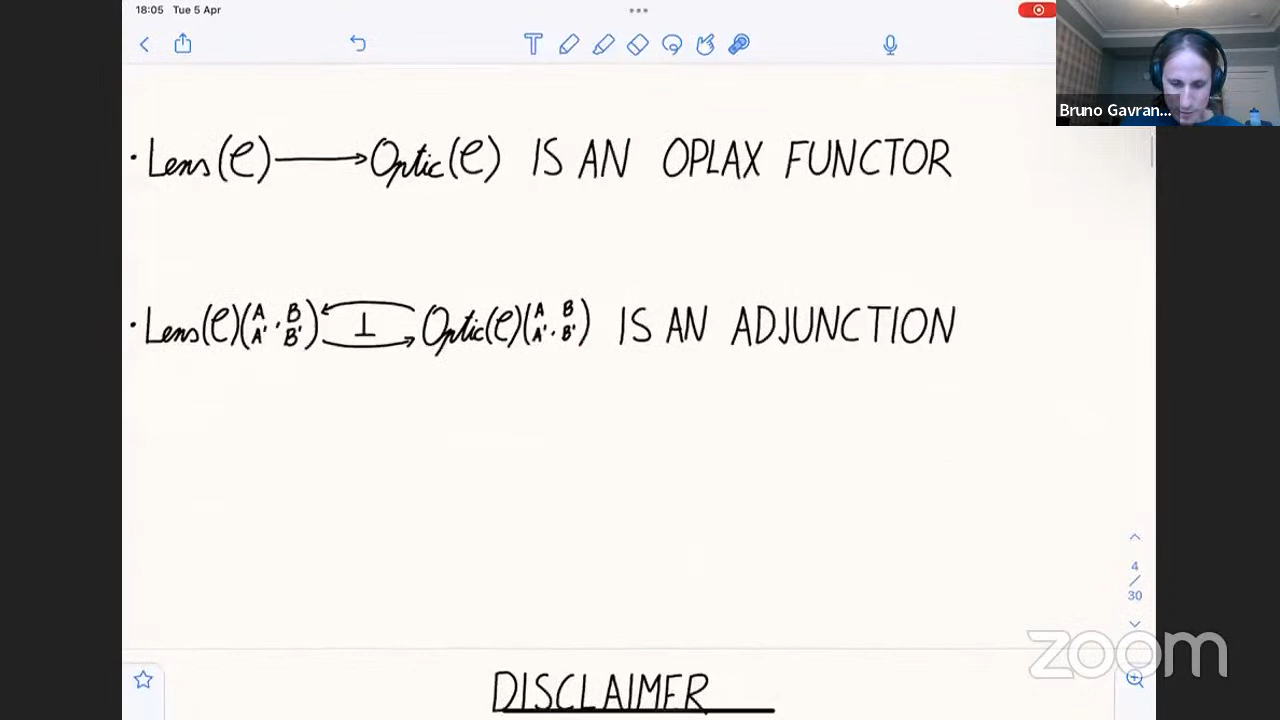 18:05 Tue 5 Apr
Bruno Gavran...
· Lens(C) → Optic(C) IS AN OPLAX FUNCTOR
· Lens(C)(A A' , B B') ⊥ Optic(C)(A A' , B B') IS AN ADJUNCTION
4
/
30
zoom
DISCLAIMER